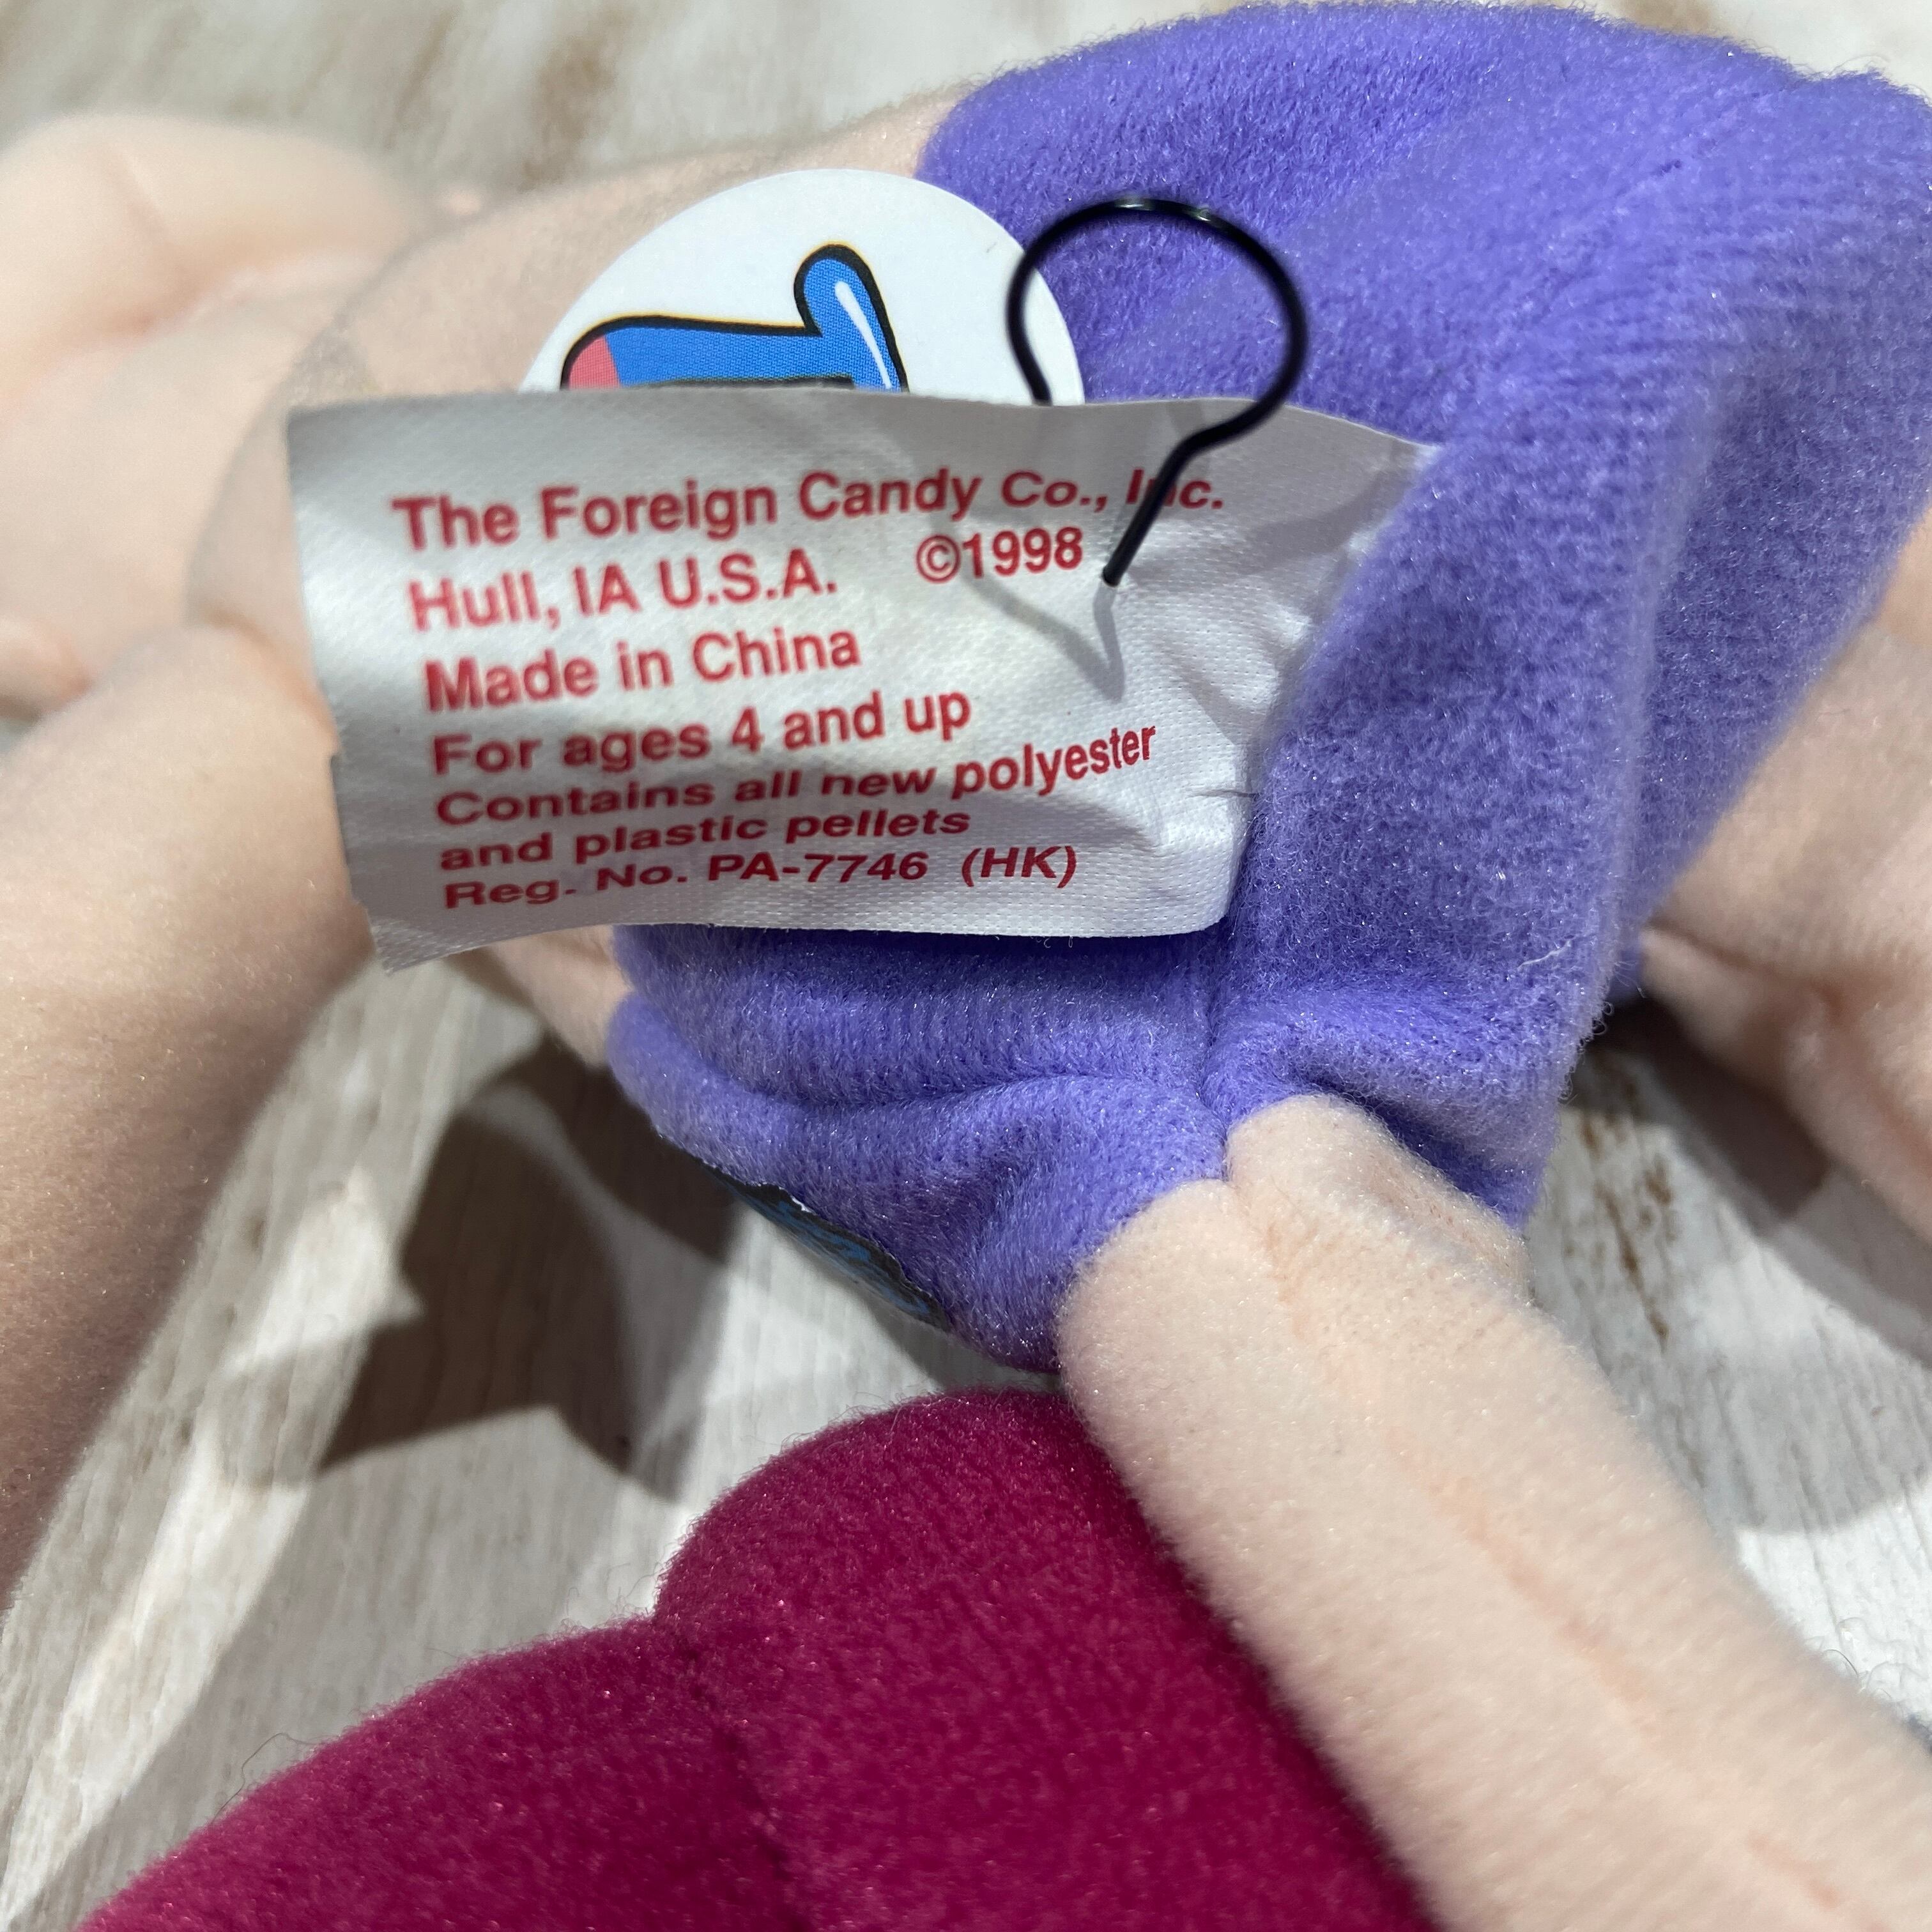 The Foreign Candy Co., Inc.
Hull, IA U.S.A. ©1998
Made in China
For ages 4 and up
Contains all new polyester
and plastic pellets
Reg. No. PA-7746 (HK)